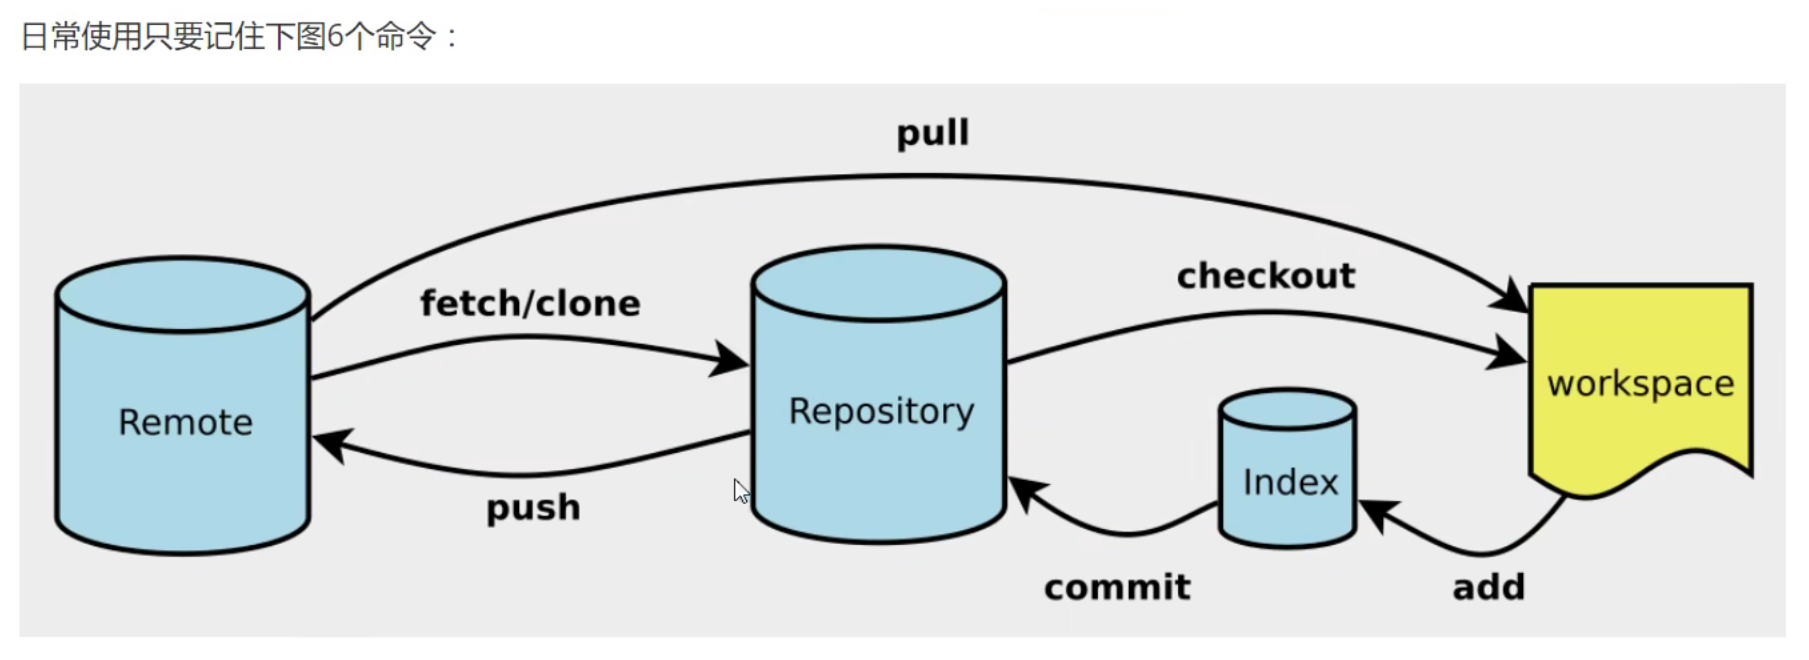 日常使用只要记住下图6个命令：
pull
checkout
fetch/clone
workspace
Remote
Repository
Index
push
commit
add